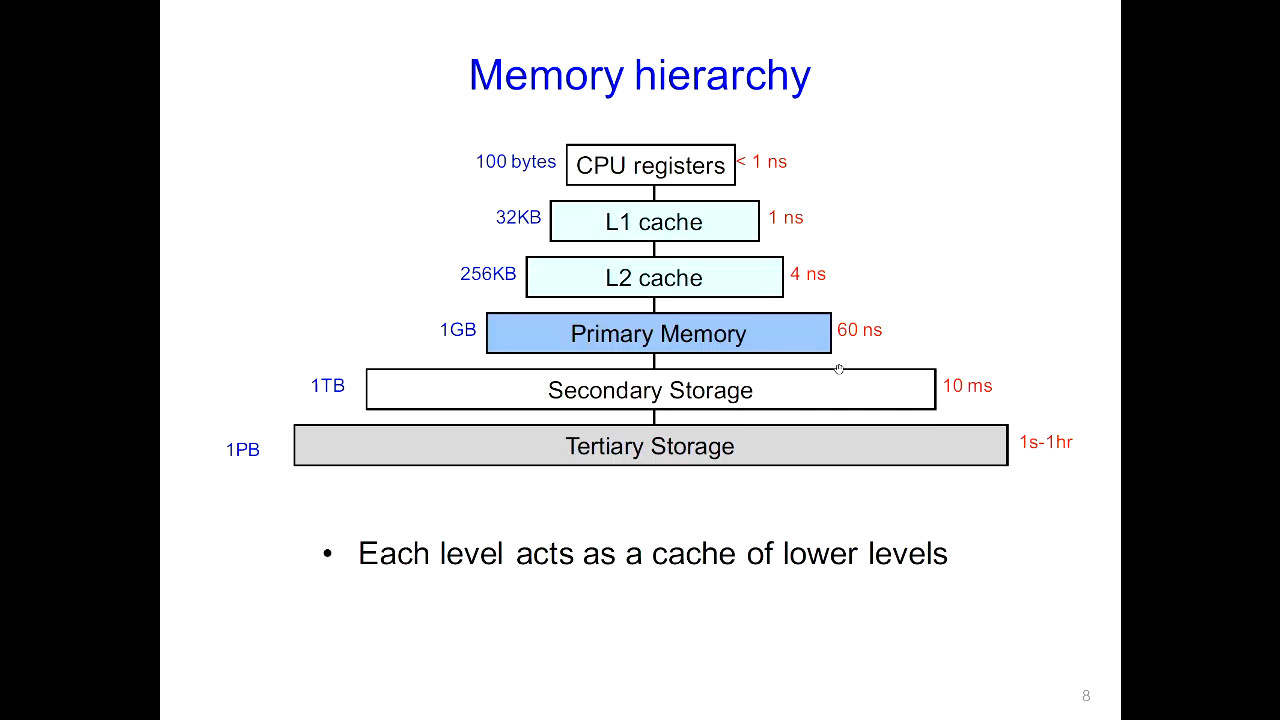 Memory hierarchy
100 bytes CPU registers < 1 ns
32KB L1 cache 1 ns
256KB L2 cache 4 ns
1GB Primary Memory 60 ns
1TB Secondary Storage 10 ms
1PB Tertiary Storage 1s-1hr
• Each level acts as a cache of lower levels
8